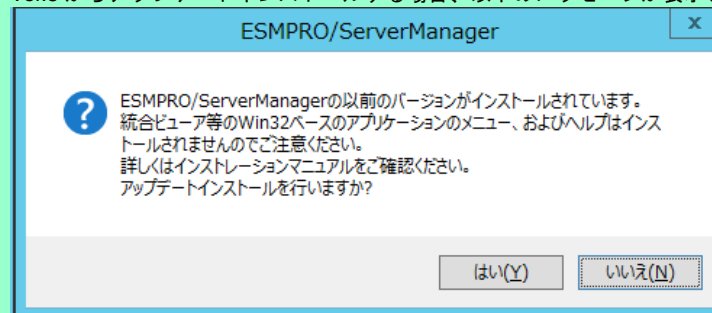 ESMPRO/ServerManager
x
ESMPRO/ServerManagerの以前のバージョンがインストールされています。
統合ビューア等のWin32ベースのアプリケーションのメニュー、およびヘルプはインス
トールされませんのでご注意ください。
詳しくはインストレーションマニュアルをご確認ください。
アップデートインストールを行いますか?
はい(Y)
いいえ(N)